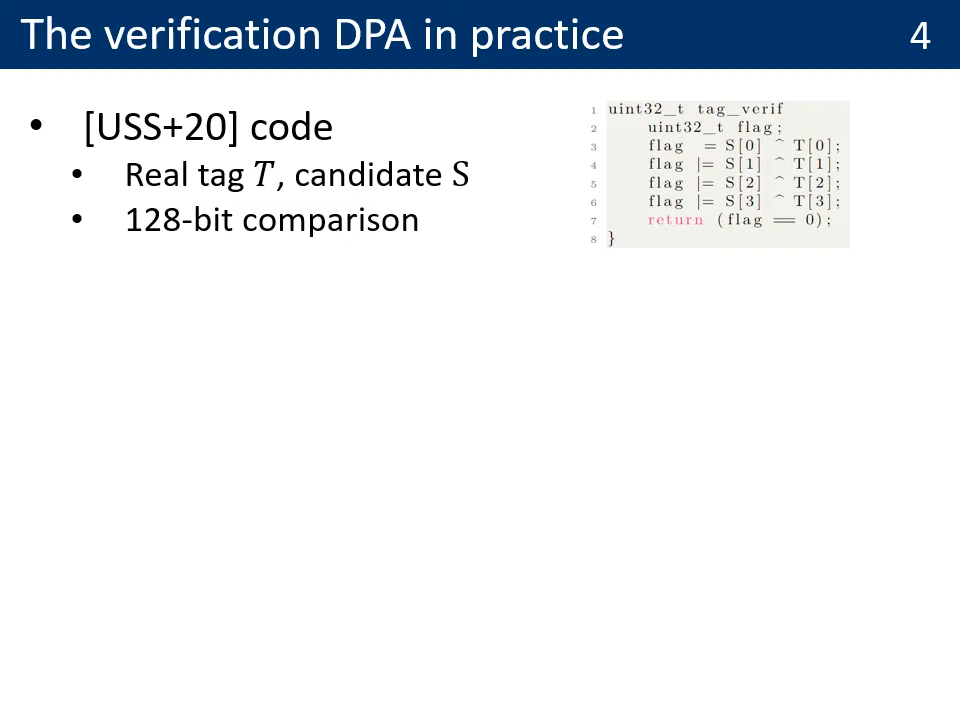 The verification DPA in practice 4
• [USS+20] code
• Real tag T, candidate S
• 128-bit comparison
1 uint32_t tag_verif
2 uint32_t flag;
3 flag = S[0] ^ T[0];
4 flag |= S[1] ^ T[1];
5 flag |= S[2] ^ T[2];
6 flag |= S[3] ^ T[3];
7 return (flag == 0);
8 }